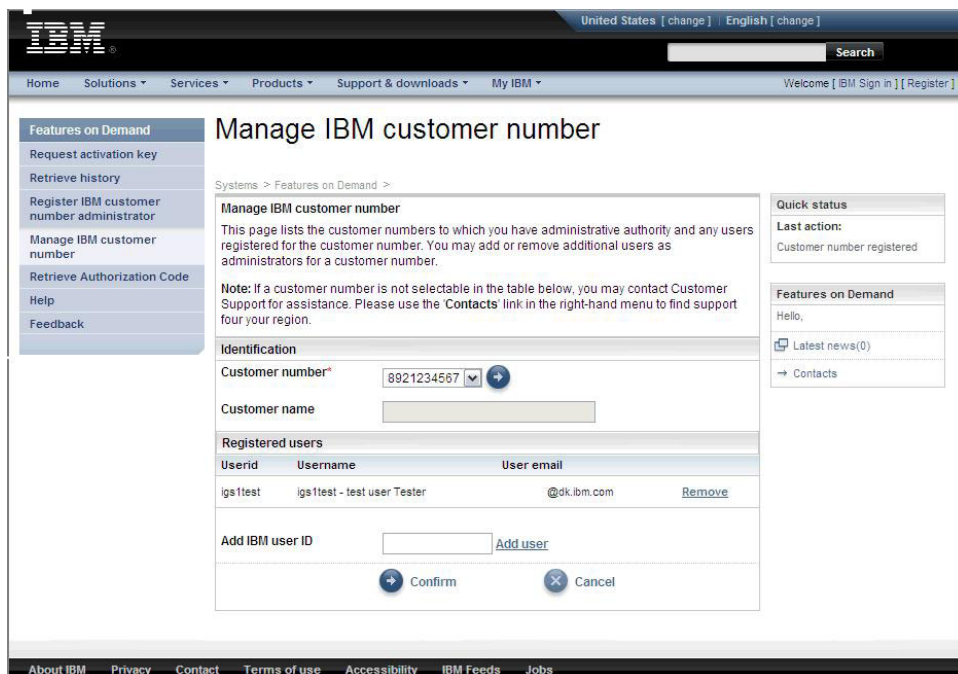 United States [ change ] | English [ change ]
IBM ®
Search
Home Solutions Services Products Support & downloads My IBM Welcome [ IBM Sign in ] [ Register ]
Features on Demand
Request activation key
Retrieve history
Register IBM customer
number administrator
Manage IBM customer
number
Retrieve Authorization Code
Help
Feedback
Manage IBM customer number
Systems > Features on Demand >
Manage IBM customer number
This page lists the customer numbers to which you have administrative authority and any users
registered for the customer number. You may add or remove additional users as
administrators for a customer number.
Note: If a customer number is not selectable in the table below, you may contact Customer
Support for assistance. Please use the 'Contacts' link in the right-hand menu to find support
four your region.
Identification
Customer number* 8921234567
Customer name
Registered users
Userid Username User email
igs1test igs1test - test user Tester @dk.ibm.com Remove
Add IBM user ID Add user
Confirm Cancel
Quick status
Last action:
Customer number registered
Features on Demand
Hello,
Latest news(0)
→ Contacts
About IBM Privacy Contact Terms of use Accessibility IBM Feeds Jobs